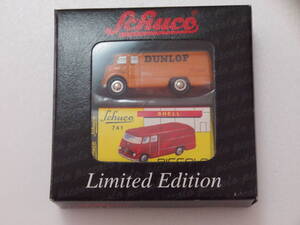 Schuco
DUNLOP
SHELL
Schuco
741
PICCOLO
Limited Edition